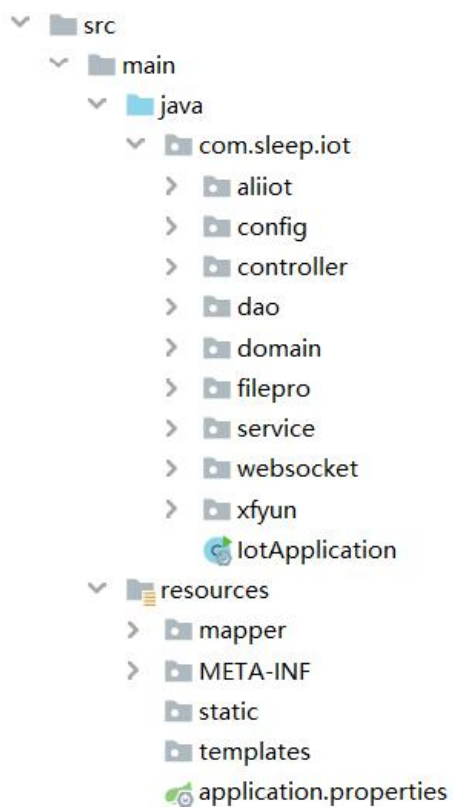 src
main
java
com.sleep.iot
aliiot
config
controller
dao
domain
filepro
service
websocket
xfyun
IotApplication
resources
mapper
META-INF
static
templates
application.properties